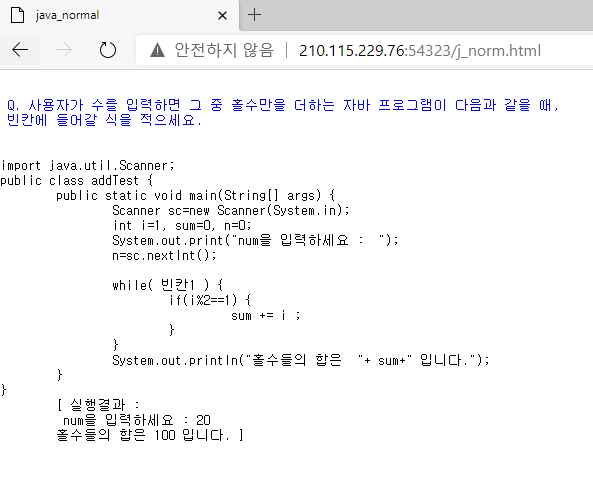 java_normal
안전하지 않음 | 210.115.229.76:54323/j_norm.html
Q. 사용자가 수를 입력하면 그 중 홀수만을 더하는 자바 프로그램이 다음과 같을 때,
빈칸에 들어갈 식을 적으세요.
import java.util.Scanner;
public class addTest {
public static void main(String[] args) {
Scanner sc=new Scanner(System.in);
int i=1, sum=0, n=0;
System.out.print("num을 입력하세요 :  ");
n=sc.nextInt();
while( 빈칸1 ) {
if(i%2==1) {
sum += i ;
}
}
System.out.println("홀수들의 합은  "+ sum+" 입니다.");
}
}
[ 실행결과 :
num을 입력하세요 : 20
홀수들의 합은 100 입니다. ]